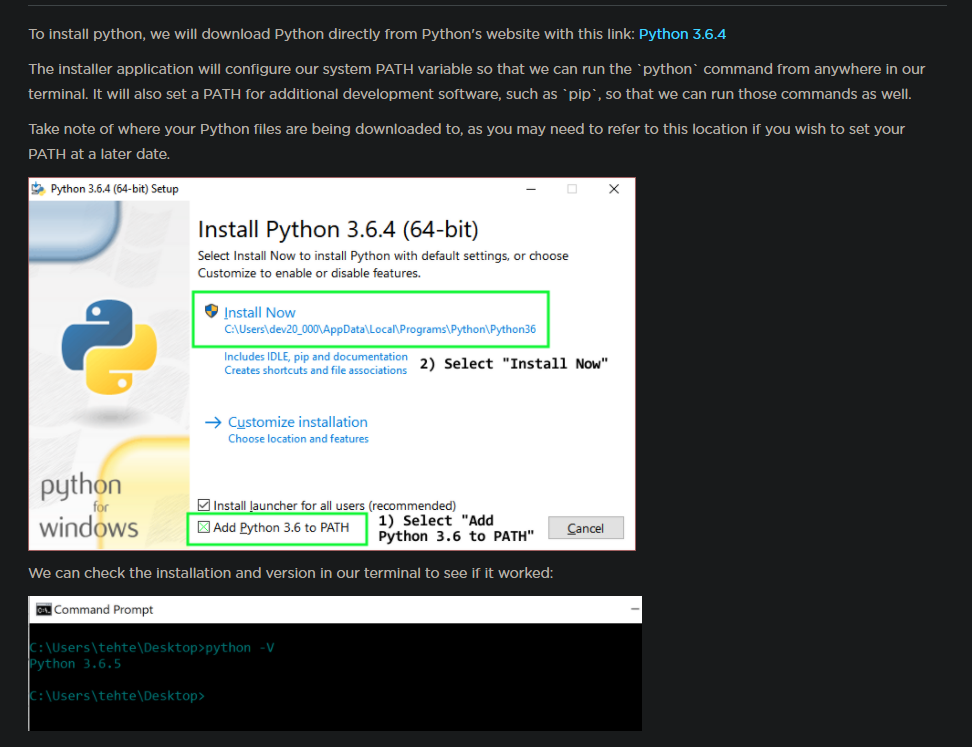 To install python, we will download Python directly from Python's website with this link: Python 3.6.4
The installer application will configure our system PATH variable so that we can run the `python` command from anywhere in our
terminal. It will also set a PATH for additional development software, such as `pip`, so that we can run those commands as well.
Take note of where your Python files are being downloaded to, as you may need to refer to this location if you wish to set your
PATH at a later date.
Python 3.6.4 (64-bit) Setup
Install Python 3.6.4 (64-bit)
Select Install Now to install Python with default settings, or choose
Customize to enable or disable features.
Install Now
C:\Users\dev20_000\AppData\Local\Programs\Python\Python36
Includes IDLE, pip and documentation
Creates shortcuts and file associations
2) Select "Install Now"
Customize installation
Choose location and features
python
for
windows
Install launcher for all users (recommended)
Add Python 3.6 to PATH
1) Select "Add
Python 3.6 to PATH"
Cancel
We can check the installation and version in our terminal to see if it worked:
Command Prompt
C:\Users\tehte\Desktop>python -V
Python 3.6.5
C:\Users\tehte\Desktop>